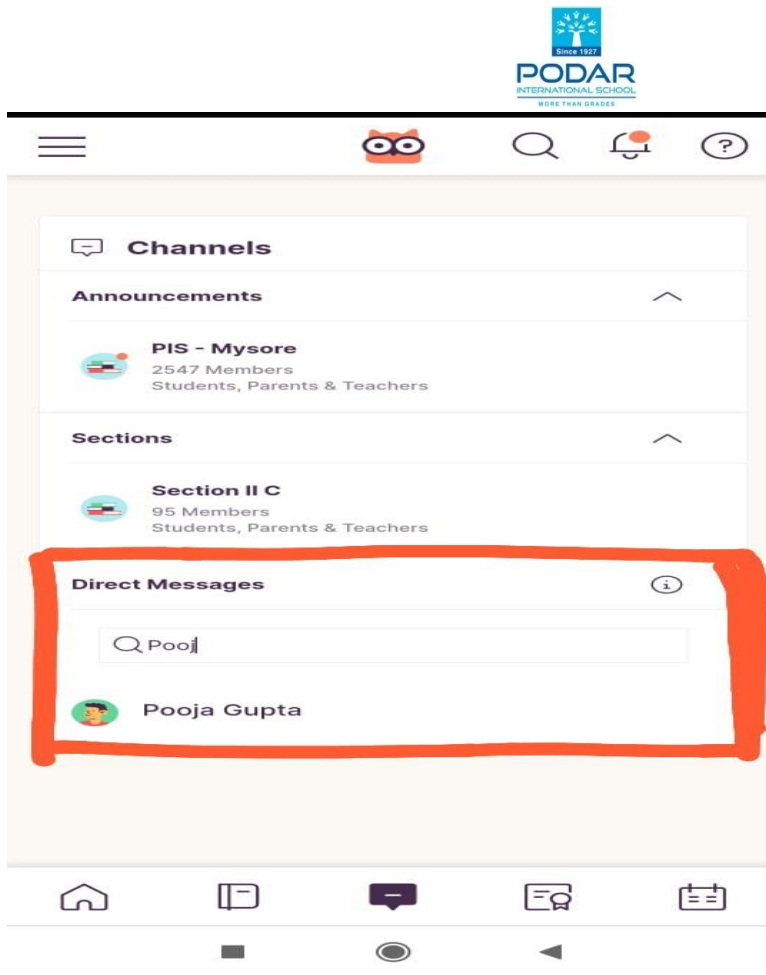 Since 1927
PODAR
INTERNATIONAL SCHOOL
MORE THAN GRADES
?
Channels
Announcements
PIS - Mysore
2547 Members
Students, Parents & Teachers
Sections
Section II C
95 Members
Students, Parents & Teachers
Direct Messages
i
Pooj
Pooja Gupta